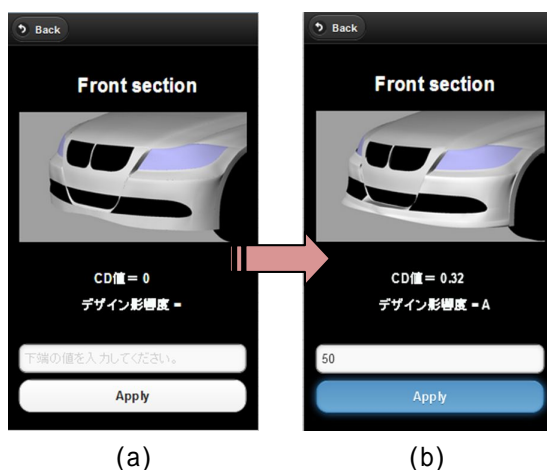 Back
Front section
CD値 = 0
デザイン影響度 =
下端の値を入力してください。
Apply
(a)
Back
Front section
CD値 = 0.32
デザイン影響度 = A
50
Apply
(b)